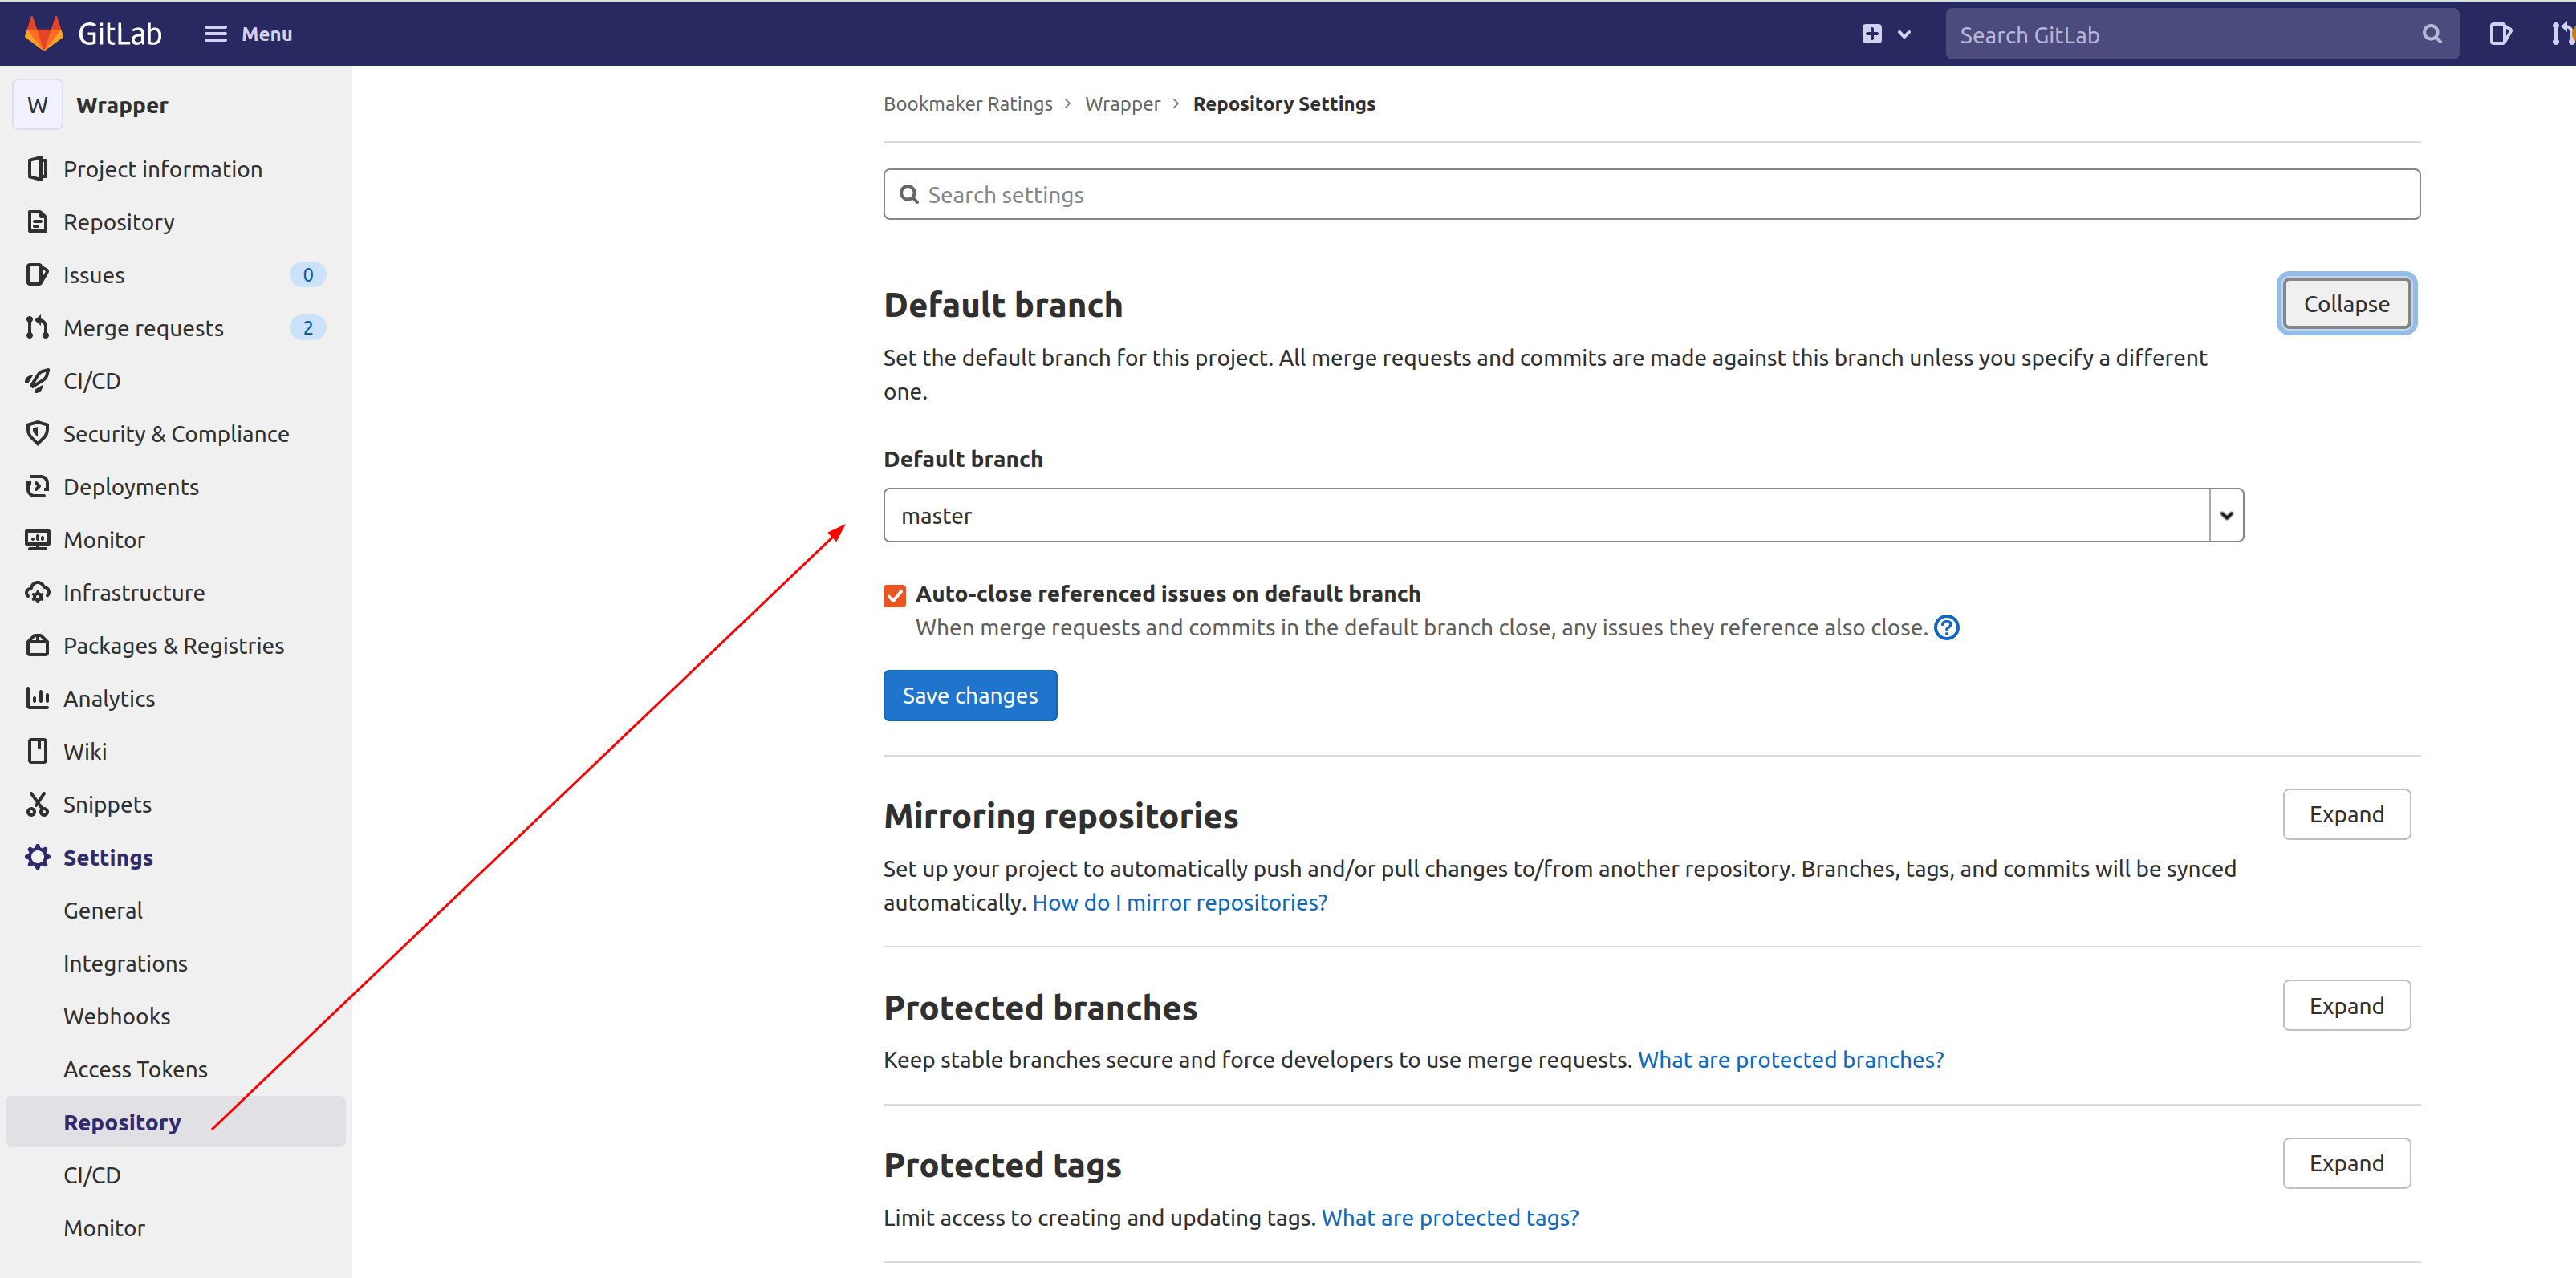 GitLab
Menu
Search GitLab
W
Wrapper
Project information
Repository
Issues
0
Merge requests
2
CI/CD
Security & Compliance
Deployments
Monitor
Infrastructure
Packages & Registries
Analytics
Wiki
Snippets
Settings
General
Integrations
Webhooks
Access Tokens
Repository
CI/CD
Monitor
Bookmaker Ratings > Wrapper > Repository Settings
Search settings
Default branch
Collapse
Set the default branch for this project. All merge requests and commits are made against this branch unless you specify a different
one.
Default branch
master
Auto-close referenced issues on default branch
When merge requests and commits in the default branch close, any issues they reference also close.
Save changes
Mirroring repositories
Expand
Set up your project to automatically push and/or pull changes to/from another repository. Branches, tags, and commits will be synced
automatically. How do I mirror repositories?
Protected branches
Expand
Keep stable branches secure and force developers to use merge requests. What are protected branches?
Protected tags
Expand
Limit access to creating and updating tags. What are protected tags?